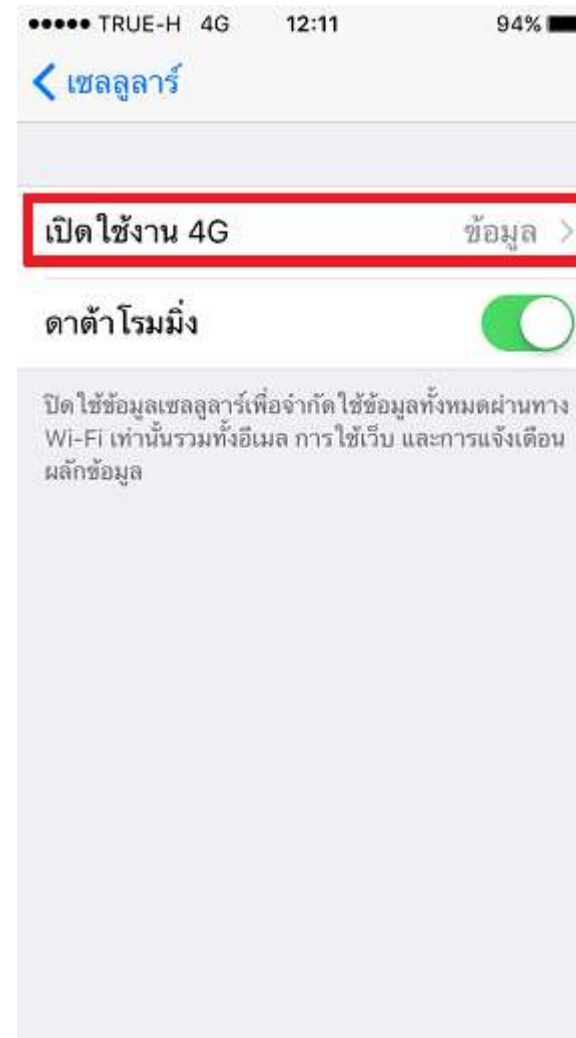 TRUE-H 4G 12:11 94%
เซลลูลาร์
เปิดใช้งาน 4G ข้อมูล
ดาต้าโรมมิ่ง
ปิดใช้ข้อมูลเซลลูลาร์เพื่อจำกัดใช้ข้อมูลทั้งหมดผ่านทาง
Wi-Fi เท่านั้นรวมทั้งอีเมล การใช้เว็บ และการแจ้งเตือน
ผลักข้อมูล